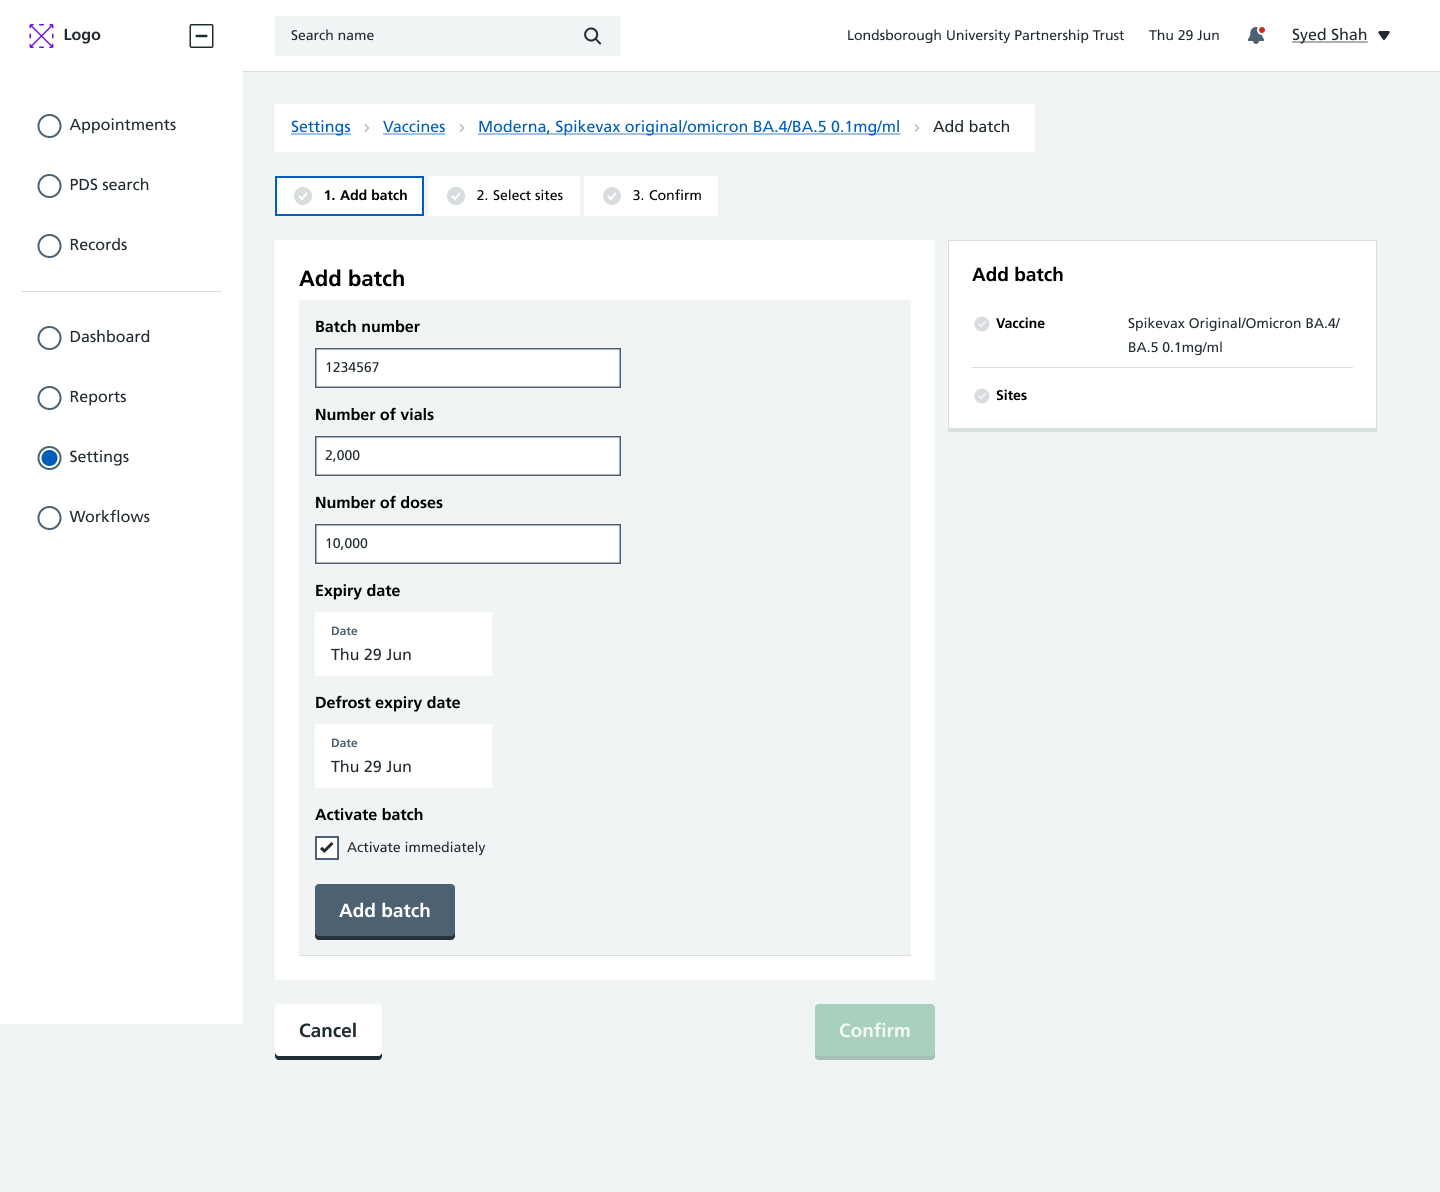 Logo
Search name
Londsborough University Partnership Trust
Thu 29 Jun
Syed Shah
Appointments
PDS search
Records
Dashboard
Reports
Settings
Workflows
Settings › Vaccines › Moderna, Spikevax original/omicron BA.4/BA.5 0.1mg/ml › Add batch
1. Add batch
2. Select sites
3. Confirm
Add batch
Batch number
1234567
Number of vials
2,000
Number of doses
10,000
Expiry date
Date
Thu 29 Jun
Defrost expiry date
Date
Thu 29 Jun
Activate batch
Activate immediately
Add batch
Cancel
Confirm
Add batch
Vaccine
Spikevax Original/Omicron BA.4/
BA.5 0.1mg/ml
Sites